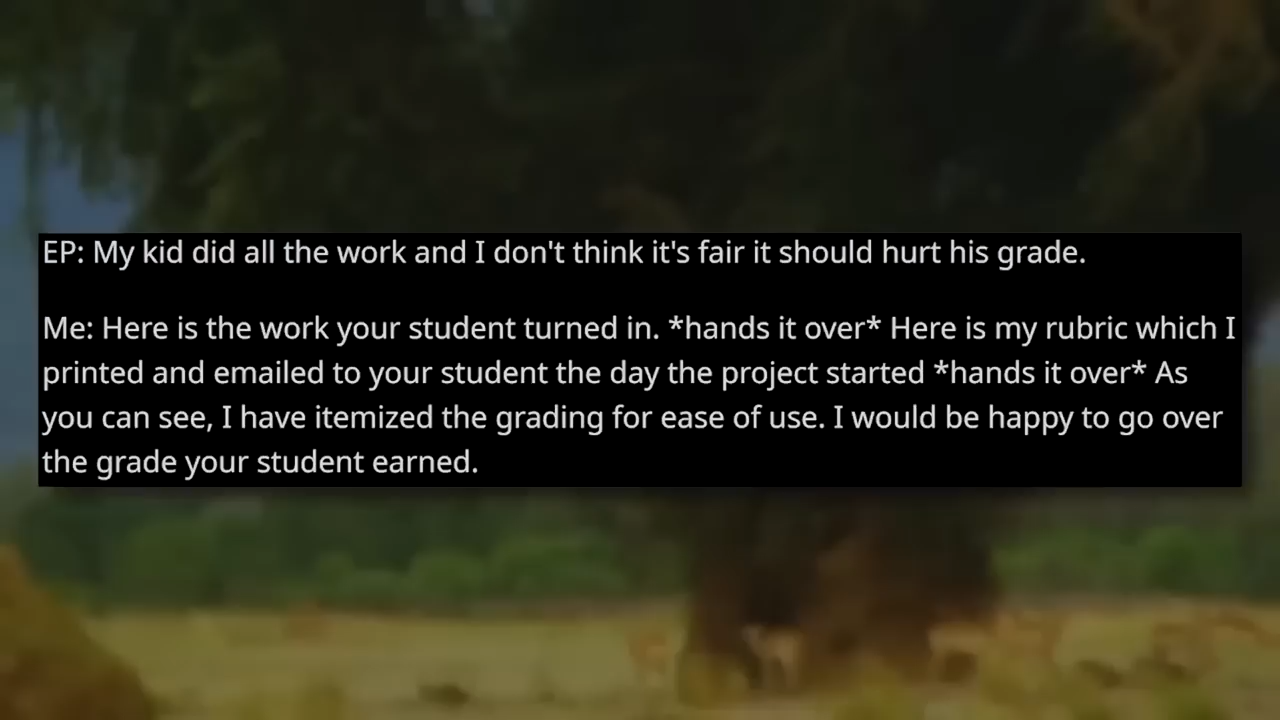 EP: My kid did all the work and I don't think it's fair it should hurt his grade.
Me: Here is the work your student turned in. *hands it over* Here is my rubric which I
printed and emailed to your student the day the project started *hands it over* As
you can see, I have itemized the grading for ease of use. I would be happy to go over
the grade your student earned.